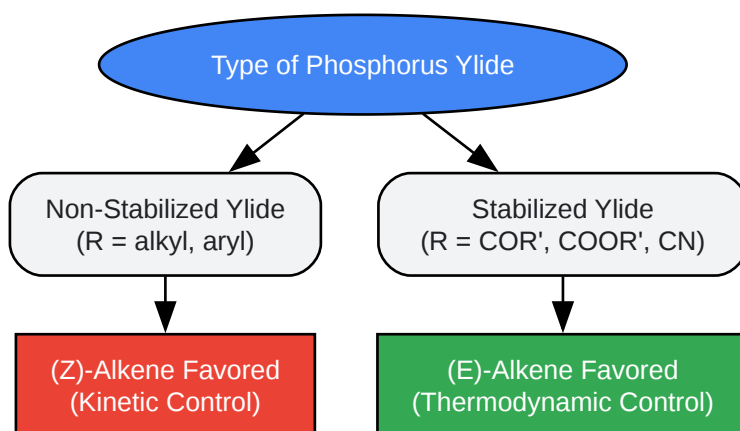 Type of Phosphorus Ylide
Non-Stabilized Ylide
(R = alkyl, aryl)
Stabilized Ylide
(R = COR', COOR', CN)
(Z)-Alkene Favored
(Kinetic Control)
(E)-Alkene Favored
(Thermodynamic Control)